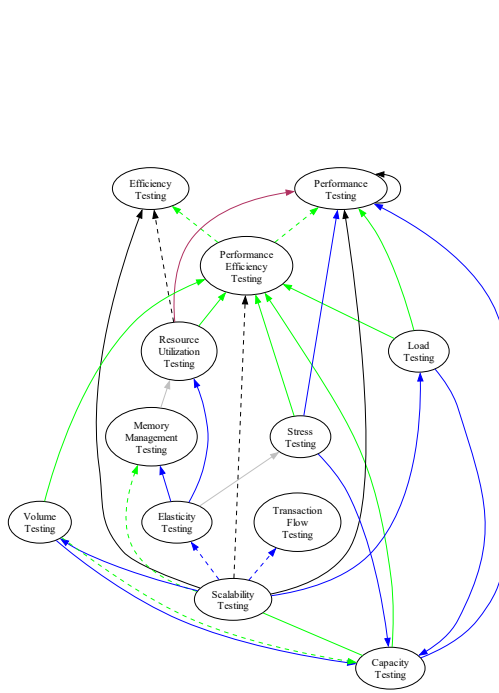 Efficiency
Testing
Performance
Testing
Performance
Efficiency
Testing
Resource
Utilization
Testing
Load
Testing
Memory
Management
Testing
Stress
Testing
Volume
Testing
Elasticity
Testing
Transaction
Flow
Testing
Scalability
Testing
Capacity
Testing